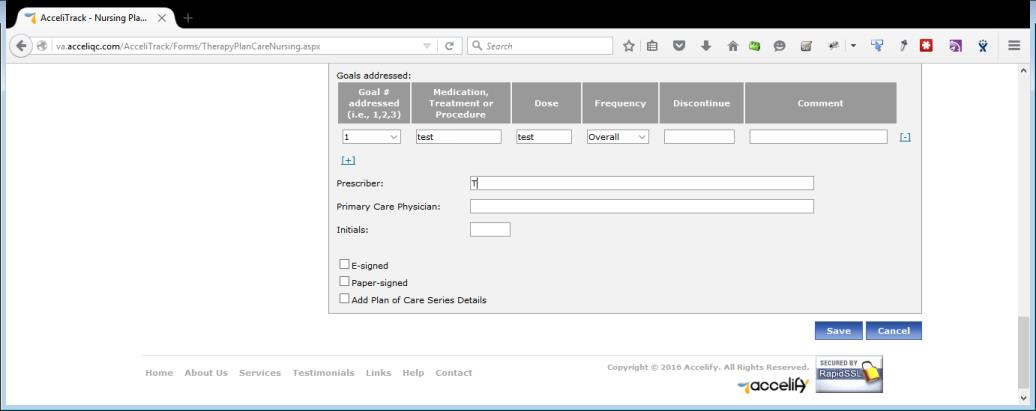 AcceliTrack - Nursing Pla...
va.acceliqc.com/AcceliTrack/Forms/TherapyPlanCareNursing.aspx
Search
Goals addressed:
Goal # addressed (i.e., 1,2,3)
Medication, Treatment or Procedure
Dose
Frequency
Discontinue
Comment
1
test
test
Overall
[-]
[+]
Prescriber: T
Primary Care Physician:
Initials:
E-signed
Paper-signed
Add Plan of Care Series Details
Save
Cancel
Home About Us Services Testimonials Links Help Contact
Copyright © 2016 Accelify. All Rights Reserved.
accelify
SECURED BY
RapidSSL